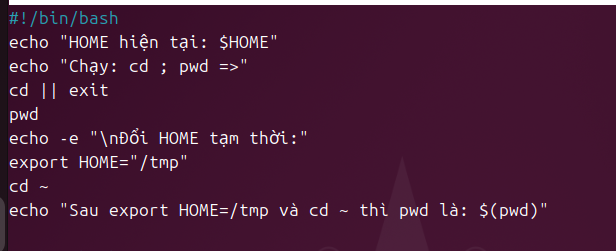 #!/bin/bash
echo "HOME hiện tại: $HOME"
echo "Chạy: cd ; pwd =>"
cd || exit
pwd
echo -e "\nĐổi HOME tạm thời:"
export HOME="/tmp"
cd ~
echo "Sau export HOME=/tmp và cd ~ thì pwd là: $(pwd)"